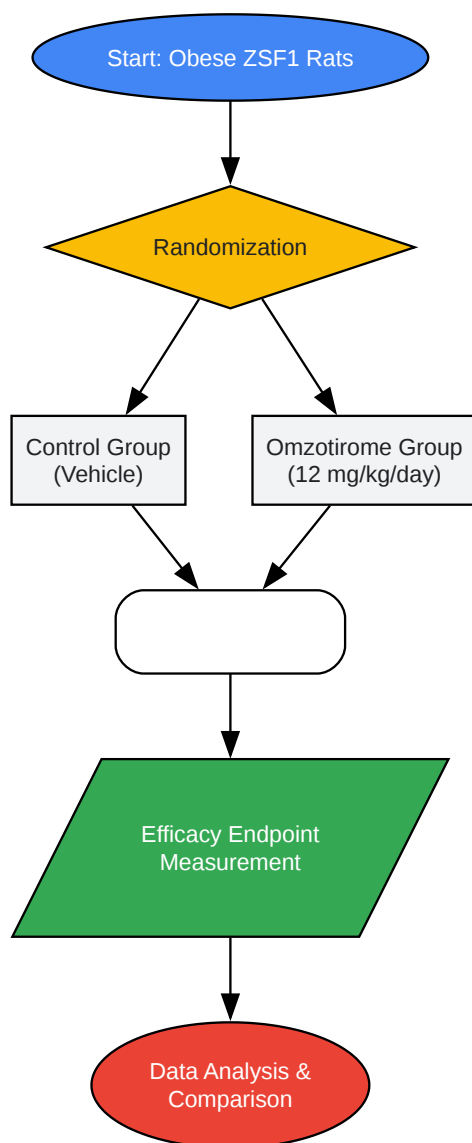 Start: Obese ZSF1 Rats
Randomization
Control Group
(Vehicle)
Omzotirome Group
(12 mg/kg/day)
Efficacy Endpoint
Measurement
Data Analysis &
Comparison